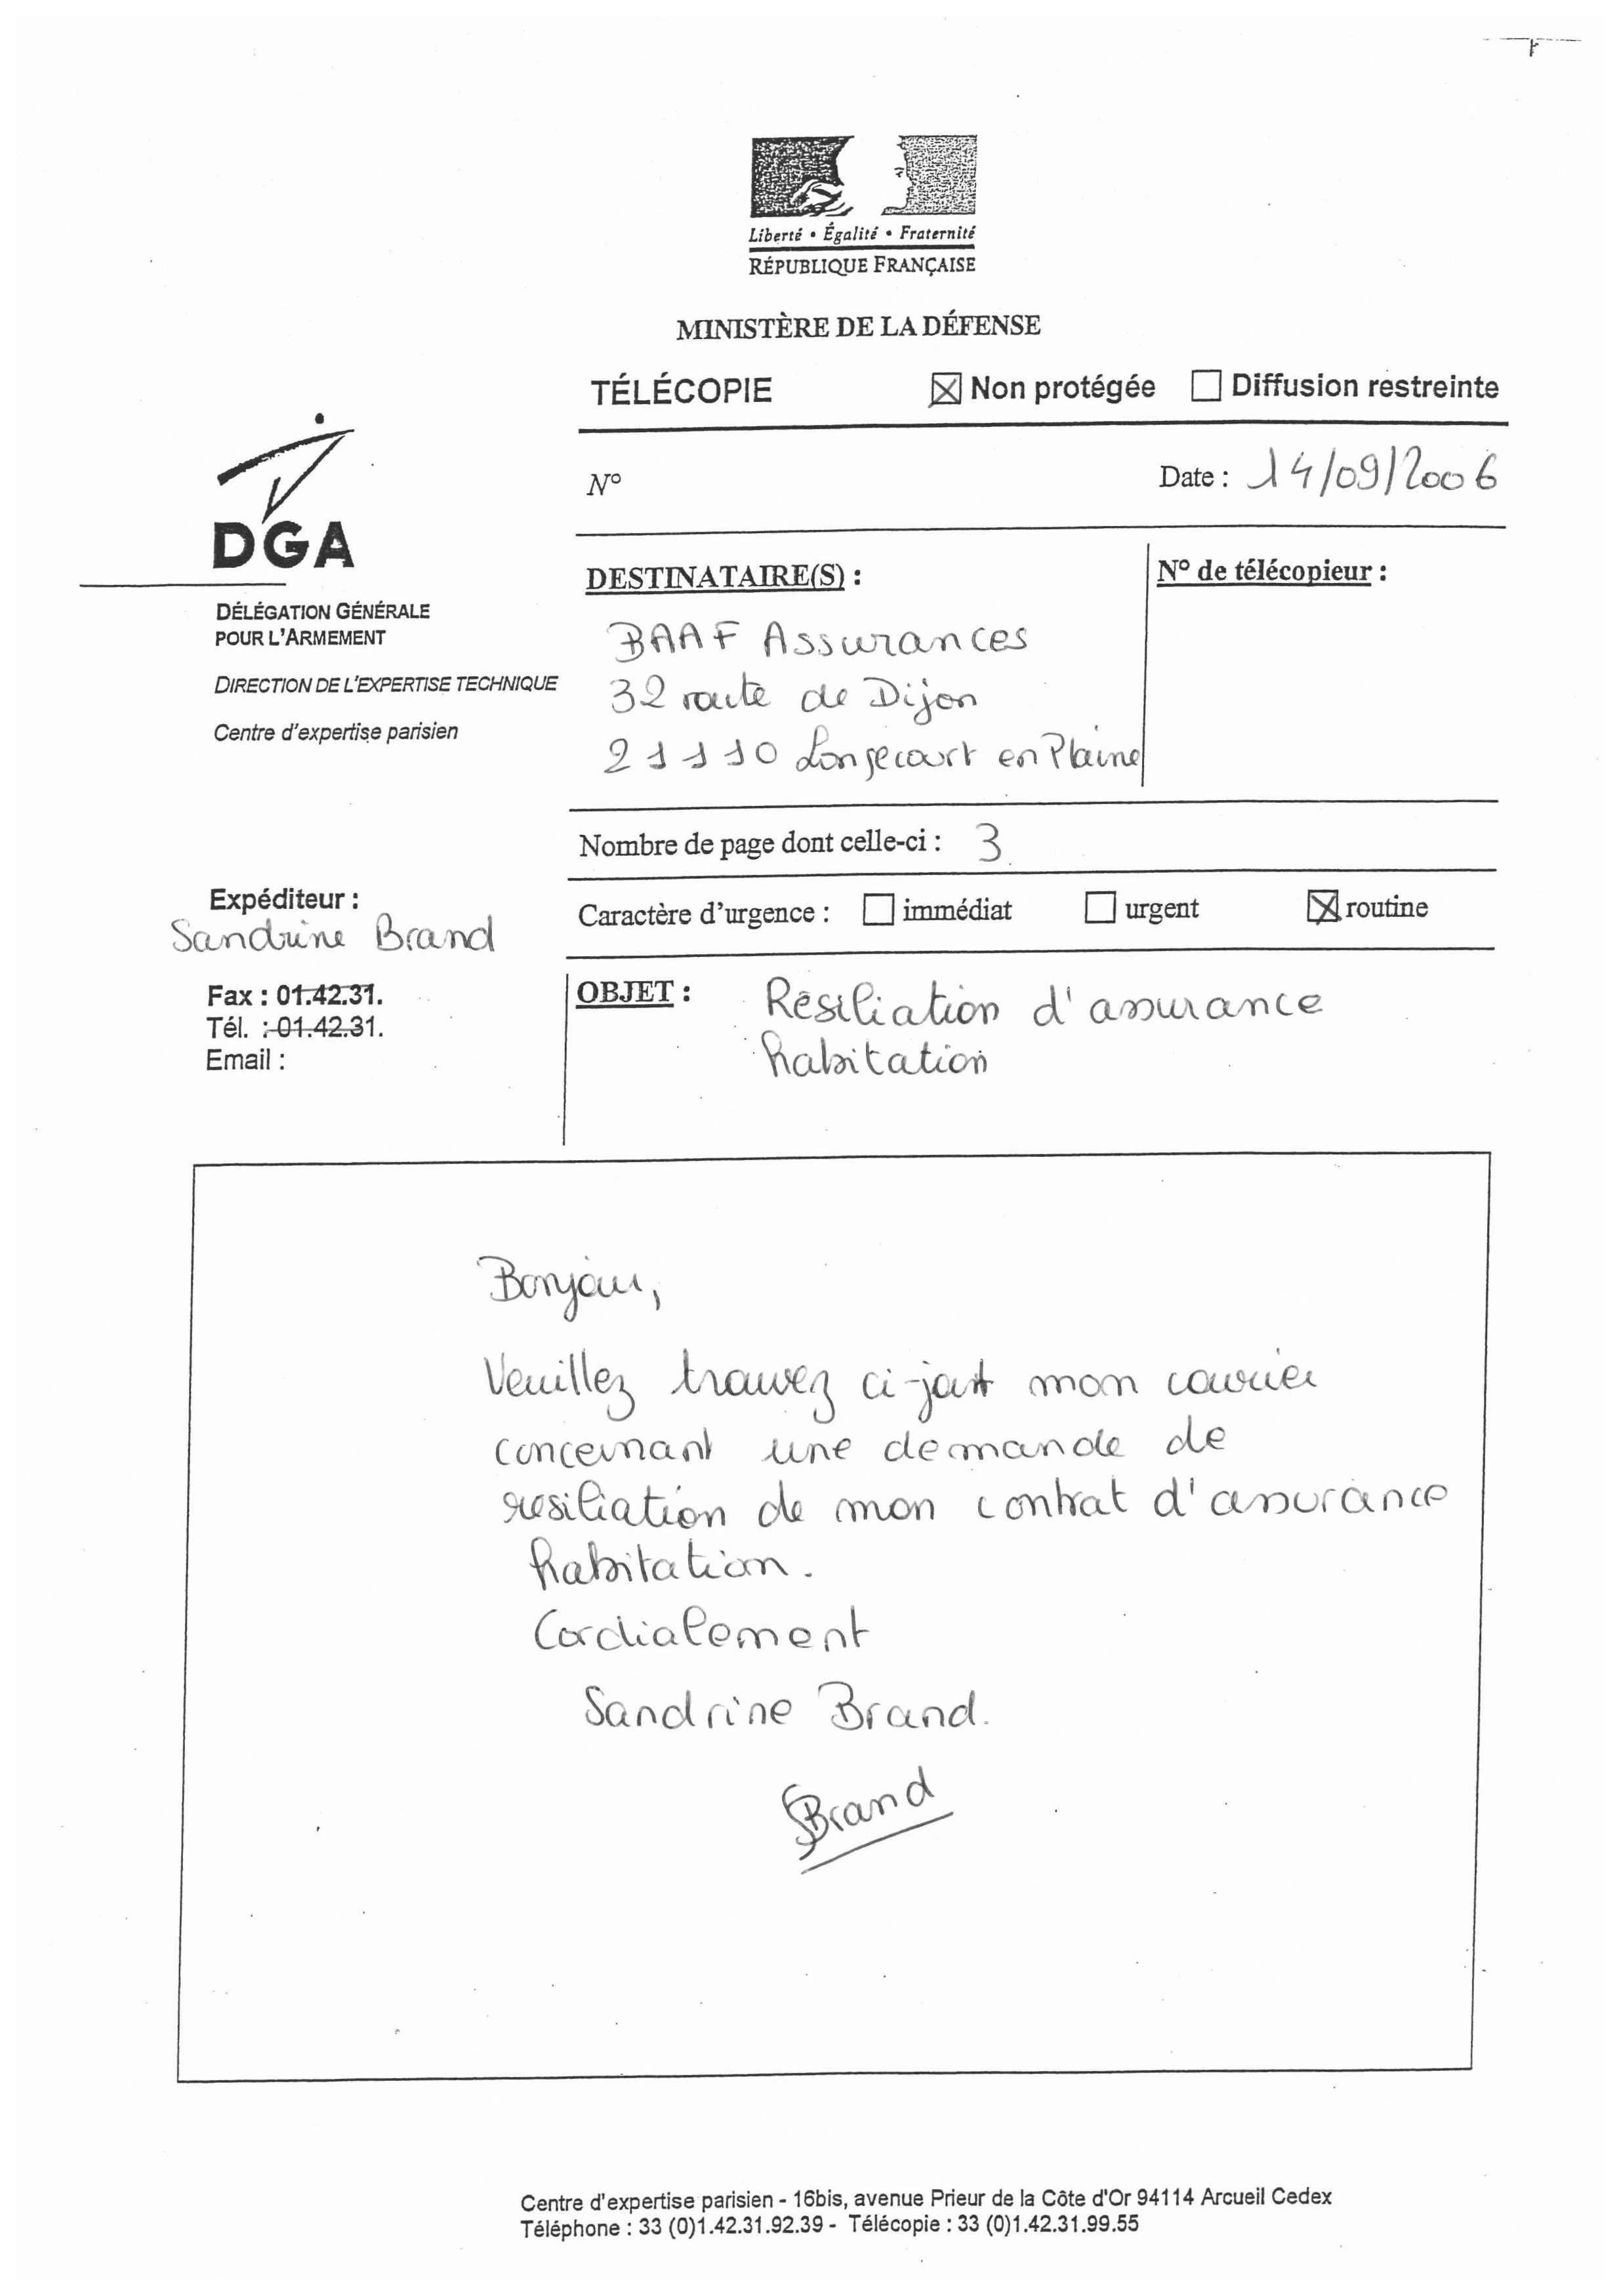 Liberté • Égalité • Fraternité
RÉPUBLIQUE FRANÇAISE
MINISTÈRE DE LA DÉFENSE
TÉLÉCOPIE ☒ Non protégée ☐ Diffusion restreinte
N° Date : 14/09/2006
DGA
DÉLÉGATION GÉNÉRALE
POUR L'ARMEMENT
DIRECTION DE L'EXPERTISE TECHNIQUE
Centre d'expertise parisien
DESTINATAIRE(S) :
BAAF Assurances
32 route de Dijon
21110 Longecourt en Plaine
N° de télécopieur :
Nombre de page dont celle-ci : 3
Expéditeur :
Sandrine Brand
Caractère d'urgence : ☐ immédiat ☐ urgent ☒ routine
Fax : 01.42.31.
Tél. : 01.42.31.
Email :
OBJET : Résiliation d'assurance
habitation
Bonjour,
Veuillez trouvez ci-joint mon courrier
concernant une demande de
resiliation de mon contrat d'assurance
habitation.
Cordialement
Sandrine Brand.
SBrand
Centre d'expertise parisien - 16bis, avenue Prieur de la Côte d'Or 94114 Arcueil Cedex
Téléphone : 33 (0)1.42.31.92.39 - Télécopie : 33 (0)1.42.31.99.55